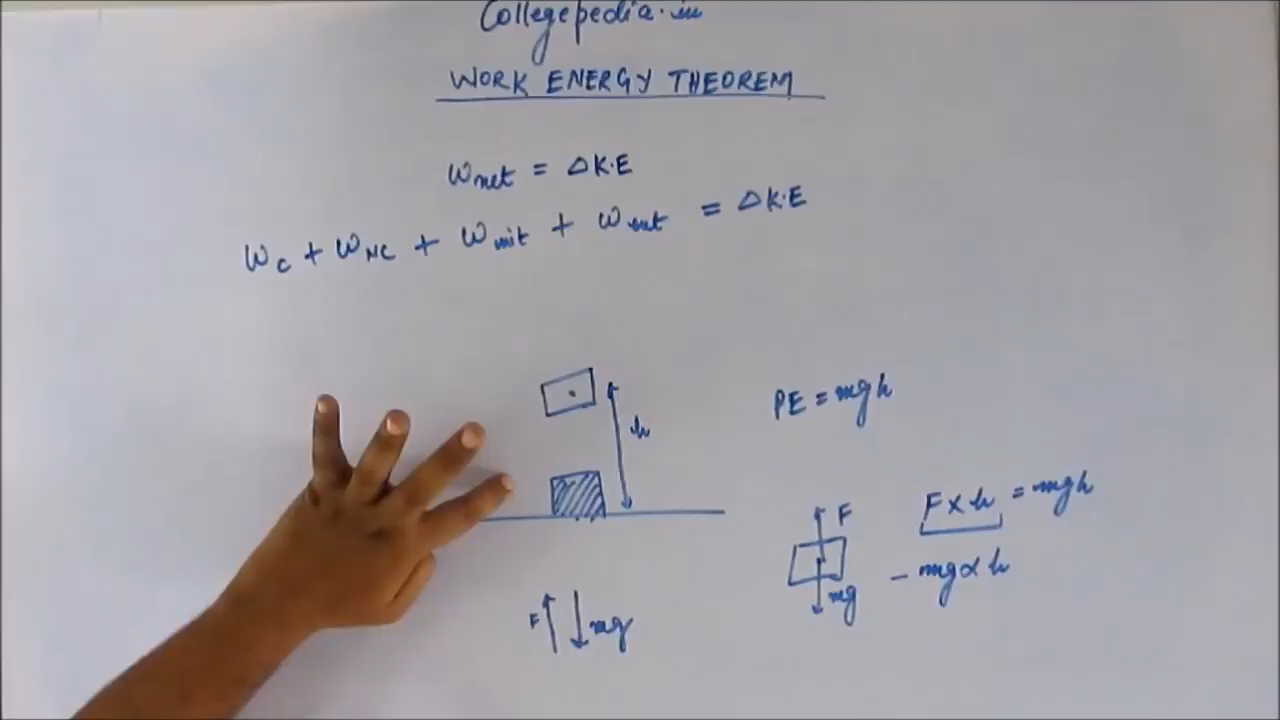 Collegepedia.in
WORK ENERGY THEOREM
Wnet = ΔK.E
WC + WNC + Wint + Wext = ΔK.E
h
PE = mgh
F
F x h = mgh
mg
- mg x h
F
mg